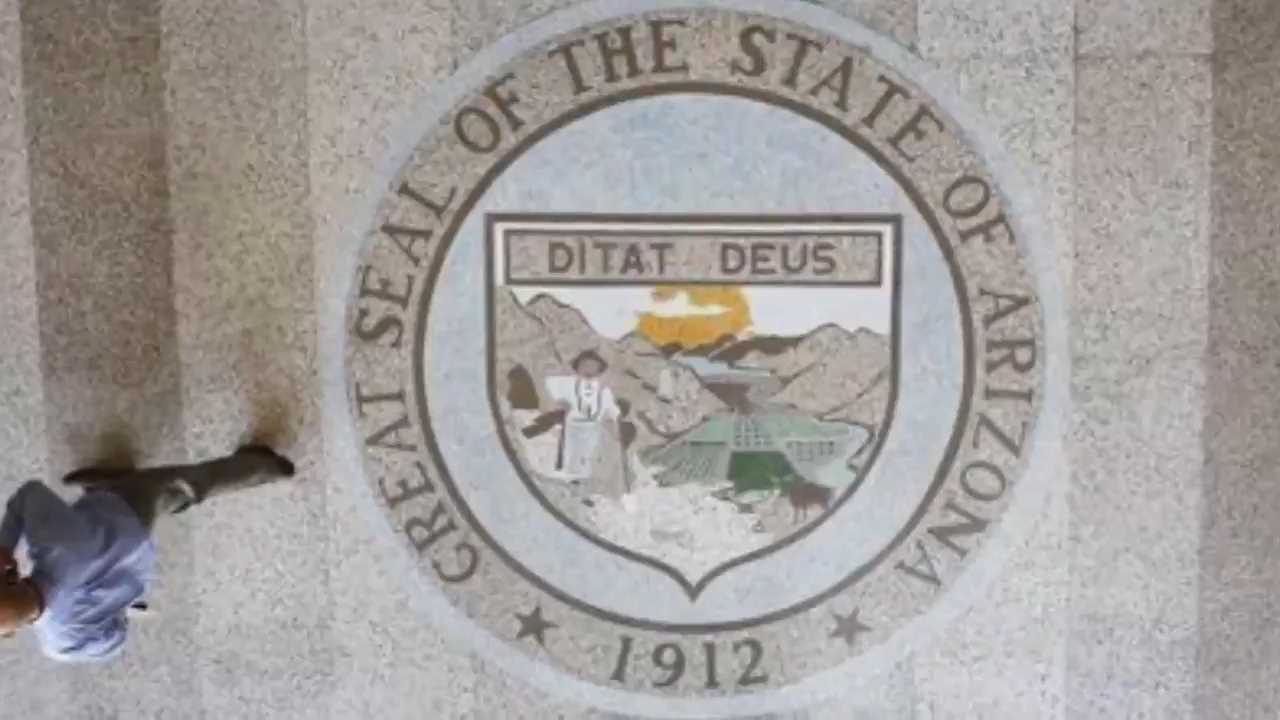 GREAT SEAL OF THE STATE OF ARIZONA
DITAT DEUS
1912